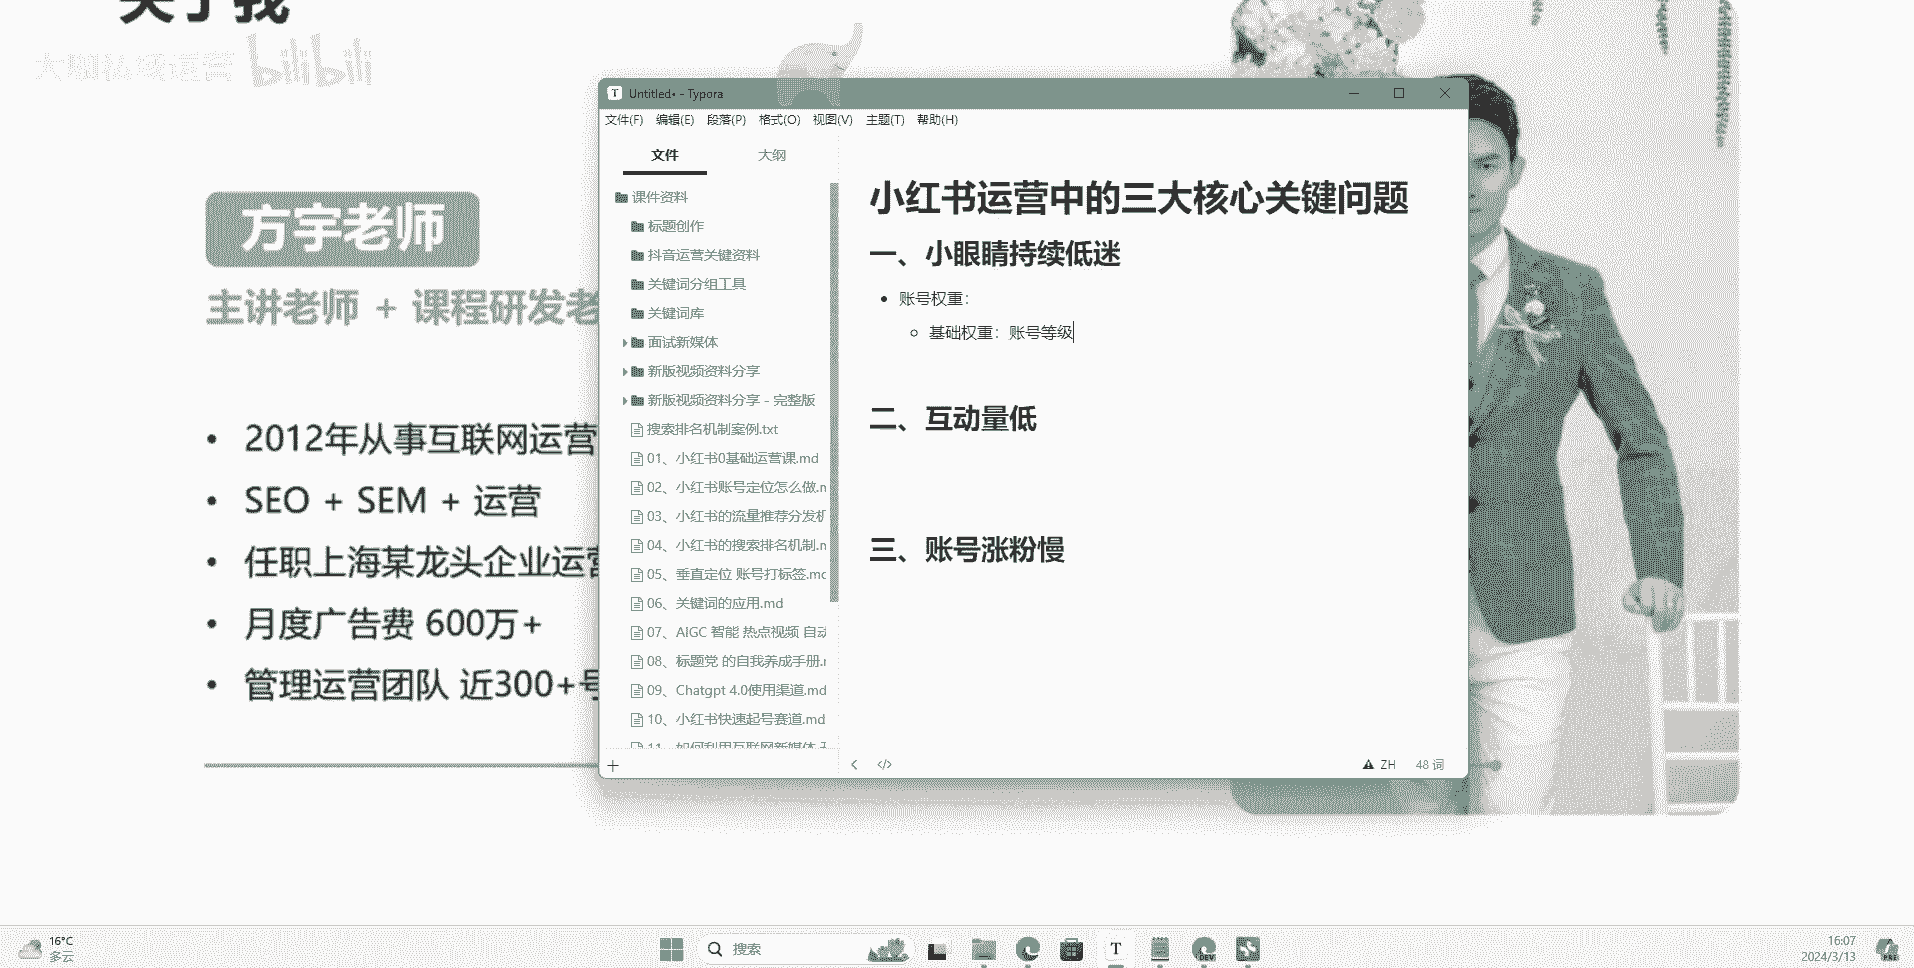 关于我
大聊私域运营 bilibili
方宇老师
主讲老师 + 课程研发老
2012年从事互联网运营
SEO + SEM + 运营
任职上海某龙头企业运营
月度广告费 600万+
管理运营团队 近300+号
Untitled• - Typora
文件(F) 编辑(E) 段落(P) 格式(O) 视图(V) 主题(T) 帮助(H)
文件 大纲
课件资料
标题创作
抖音运营关键资料
关键词分组工具
关键词库
面试新媒体
新版视频资料分享
新版视频资料分享 - 完整版
搜索排名机制案例.txt
01、小红书0基础运营课.md
02、小红书账号定位怎么做.m
03、小红书的流量推荐分发机
04、小红书的搜索排名机制.m
05、垂直定位 账号打标签.md
06、关键词的应用.md
07、AIGC 智能 热点视频 自动
08、标题党 的自我养成手册.m
09、Chatgpt 4.0使用渠道.md
10、小红书快速起号赛道.md
11、如何利用互联网新媒体
小红书运营中的三大核心关键问题
一、小眼睛持续低迷
账号权重：
基础权重：账号等级
二、互动量低
三、账号涨粉慢
ZH 48 词
16°C
多云
搜索
T
DEV
16:07
2024/3/13
PRE